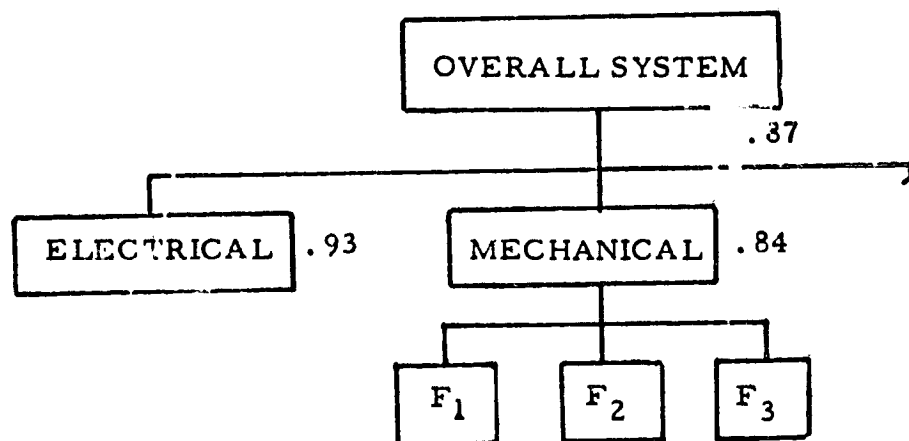 OVERALL SYSTEM
.87
ELECTRICAL .93
MECHANICAL .84
F1
F2
F3